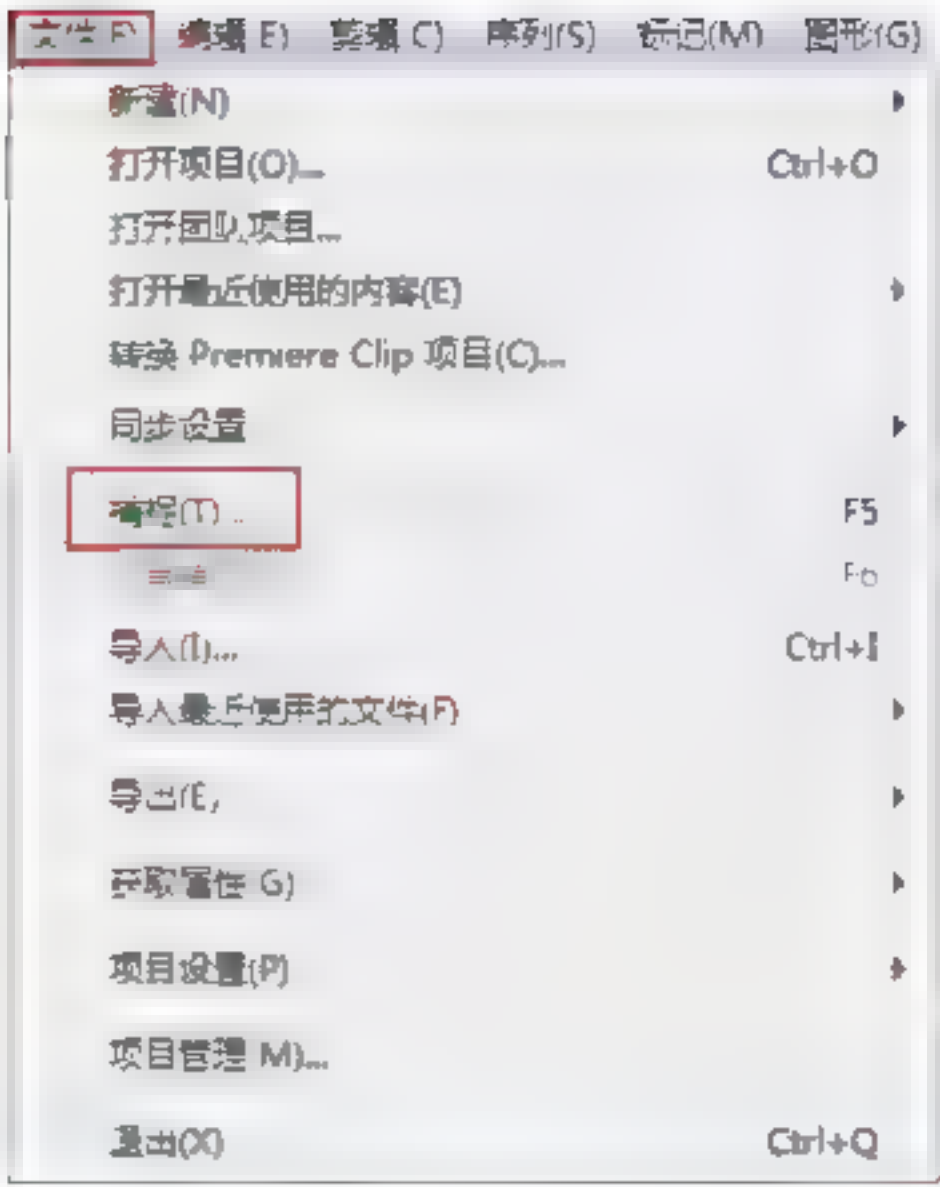 文件(F) 编辑(E) 剪辑(C) 序列(S) 标记(M) 图形(G)
新建(N)
打开项目(O)... Ctrl+O
打开团队项目...
打开最近使用的内容(E)
转换 Premiere Clip 项目(C)...
同步设置
捕捉(T)... F5
F6
导入(I)... Ctrl+I
导入最近使用的文件(F)
导出(E)
获取属性(G)
项目设置(P)
项目管理(M)...
退出(X) Ctrl+Q